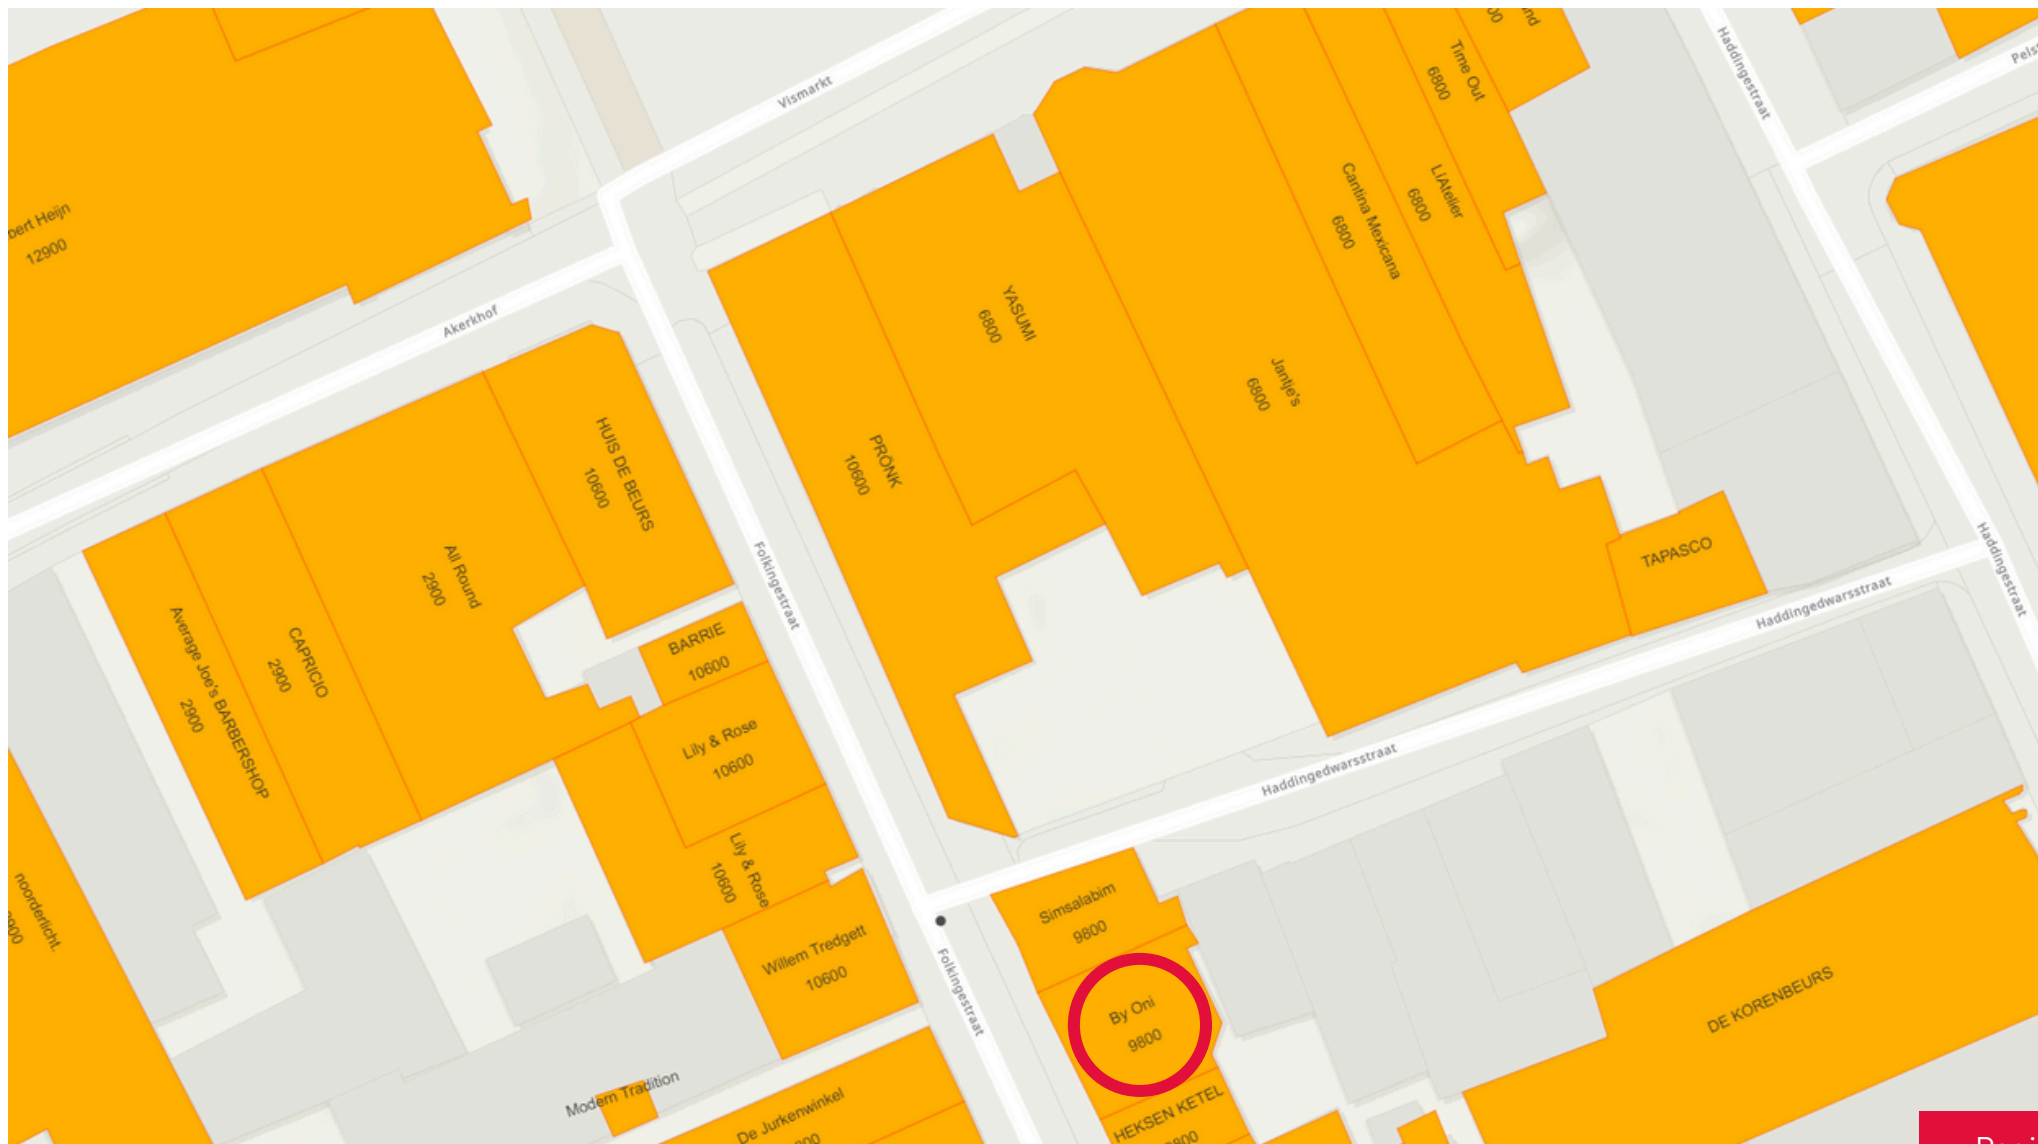 Vismarkt
Haddingestraat
Time Out
6800
Cantina Mexicana
6800
L!Atelier
6800
12900
Akerkhof
YASUMI
6800
Jantje's
6800
PRONK
10600
HUIS DE BEURS
10600
All Round
2900
CAPRICIO
2900
Average Joe's BARBERSHOP
2900
Folkingestraat
BARRIE
10600
Lily & Rose
10600
Lily & Rose
10600
Willem Tredgett
10600
TAPASCO
Haddingestraat
Haddingedwarsstraat
Haddingedwarsstraat
Simsalabim
9800
By Oni
9800
HEKSEN KETEL
Folkingestraat
noorderlicht.
DE KORENBEURS
Modern Tradition
De Jurkenwinkel